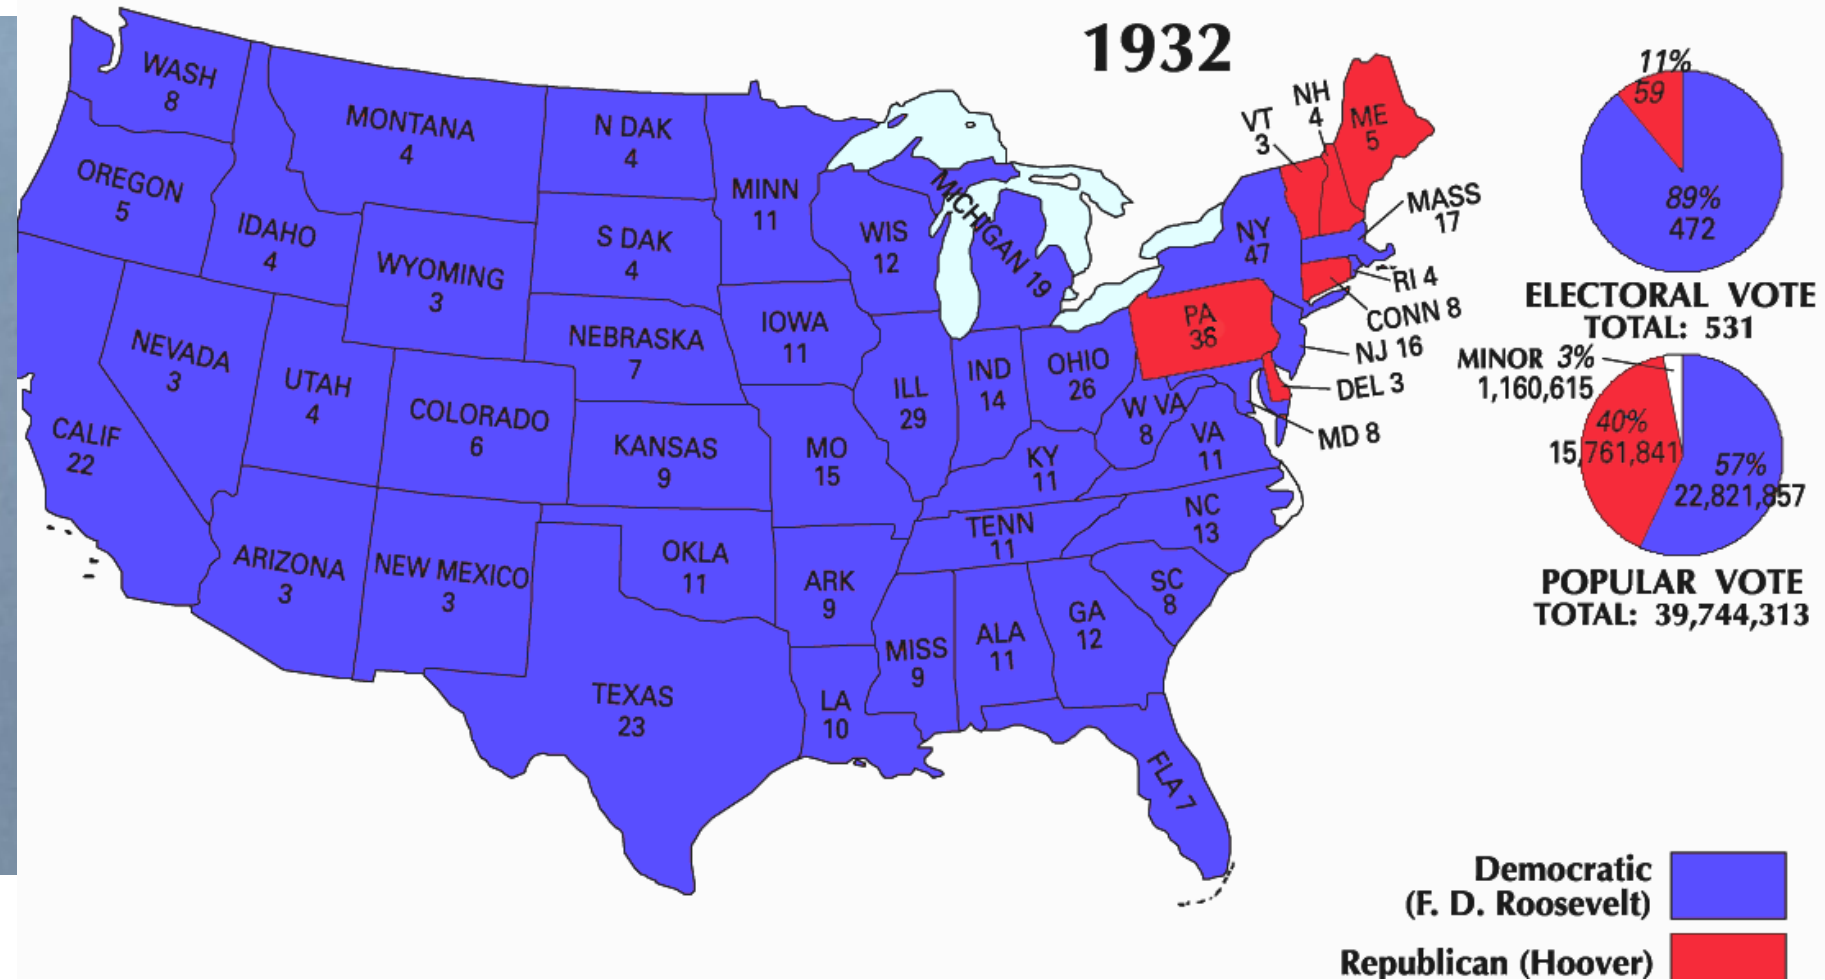 1932
WASH
8
OREGON
5
CALIF
22
IDAHO
4
NEVADA
3
MONTANA
4
WYOMING
3
UTAH
4
ARIZONA
3
COLORADO
6
NEW MEXICO
3
N DAK
4
S DAK
4
NEBRASKA
7
KANSAS
9
OKLA
11
TEXAS
23
MINN
11
IOWA
11
MO
15
ARK
9
LA
10
WIS
12
ILL
29
MICHIGAN 19
IND
14
OHIO
26
KY
11
TENN
11
MISS
9
ALA
11
GA
12
FLA 7
SC
8
NC
13
VA
11
W VA
8
PA
36
NY
47
VT
3
NH
4
ME
5
MASS
17
RI 4
CONN 8
NJ 16
DEL 3
MD 8
11%
59
89%
472
ELECTORAL VOTE
TOTAL: 531
MINOR 3%
1,160,615
40%
15,761,841
57%
22,821,857
POPULAR VOTE
TOTAL: 39,744,313
Democratic
(F. D. Roosevelt)
Republican (Hoover)